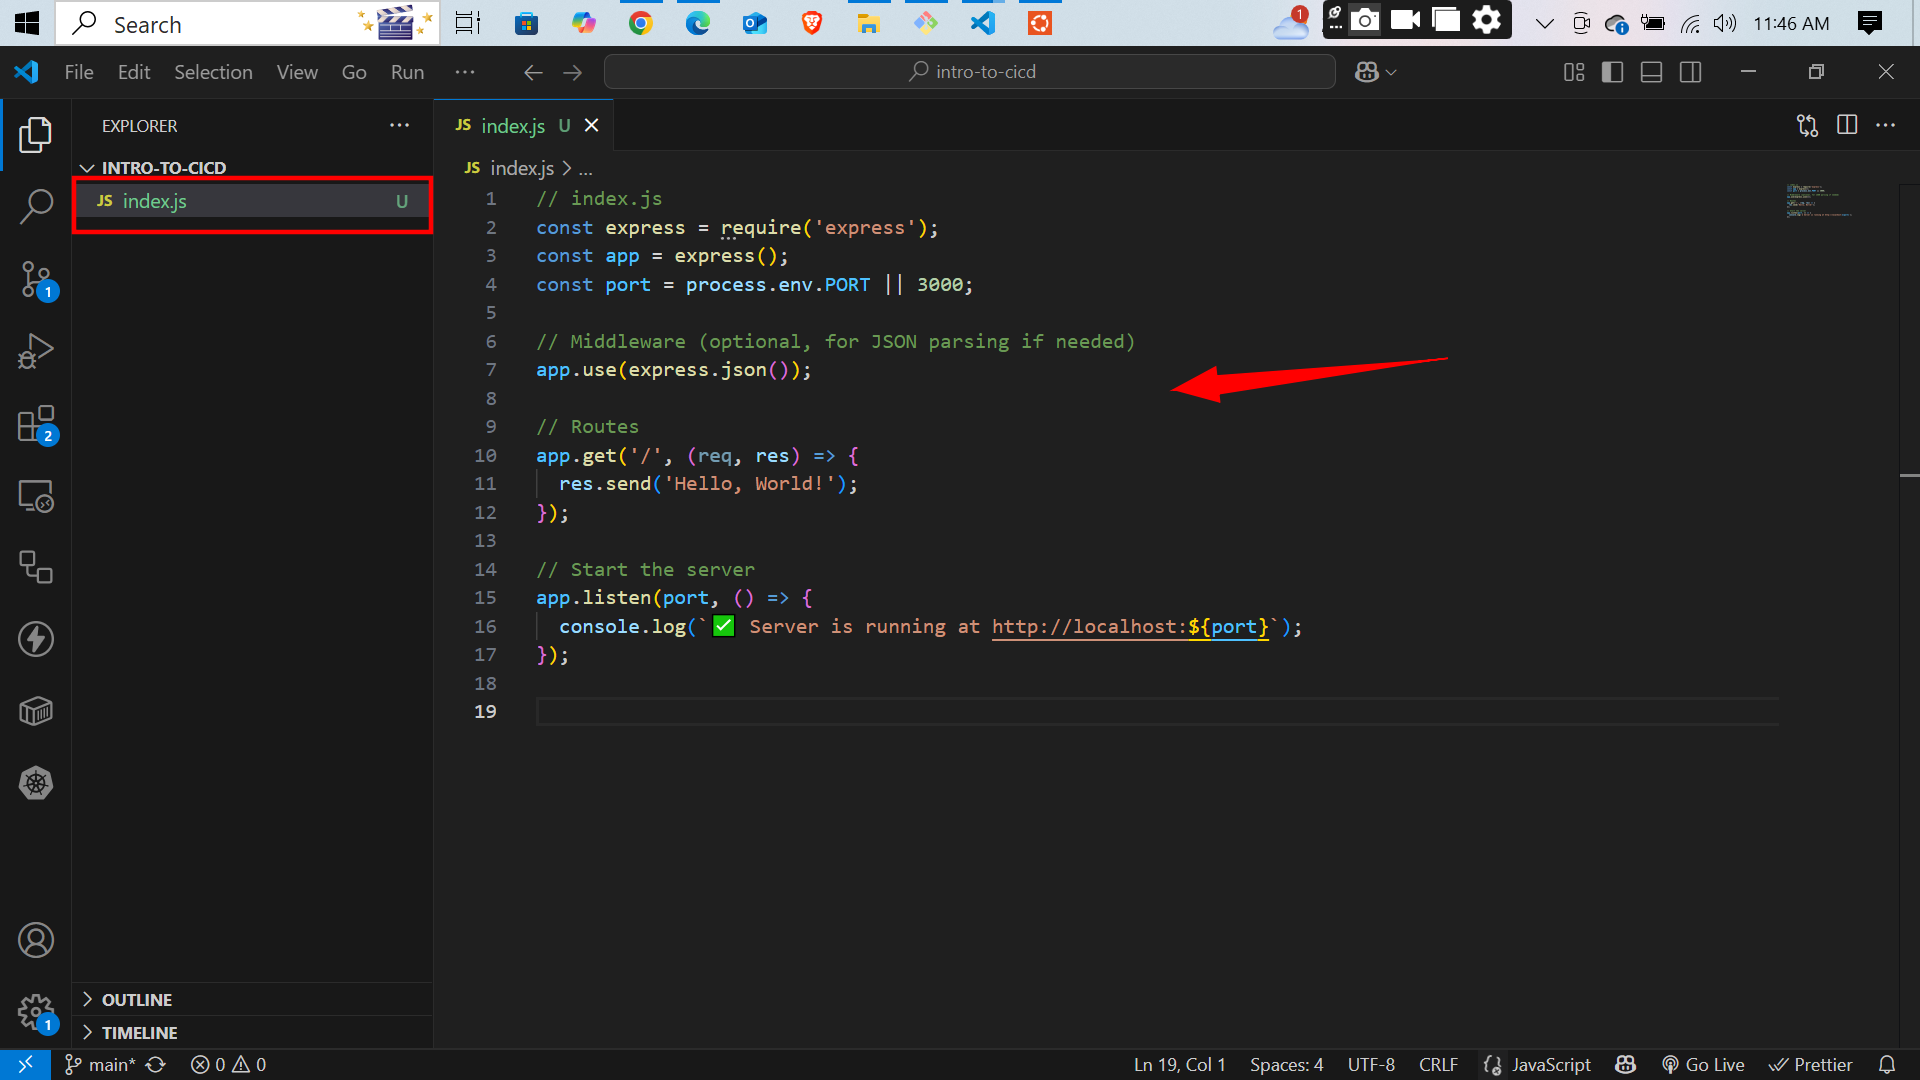 Search
1
11:46 AM
File Edit Selection View Go Run ...
intro-to-cicd
EXPLORER
INTRO-TO-CICD
JS index.js U
1
2
1
OUTLINE
TIMELINE
JS index.js U
JS index.js > ...
1 // index.js
2 const express = require('express');
3 const app = express();
4 const port = process.env.PORT || 3000;
5
6 // Middleware (optional, for JSON parsing if needed)
7 app.use(express.json());
8
9 // Routes
10 app.get('/', (req, res) => {
11 res.send('Hello, World!');
12 });
13
14 // Start the server
15 app.listen(port, () => {
16 console.log(`✅ Server is running at http://localhost:${port}`);
17 });
18
19
main* 0 0 Ln 19, Col 1 Spaces: 4 UTF-8 CRLF JavaScript Go Live Prettier